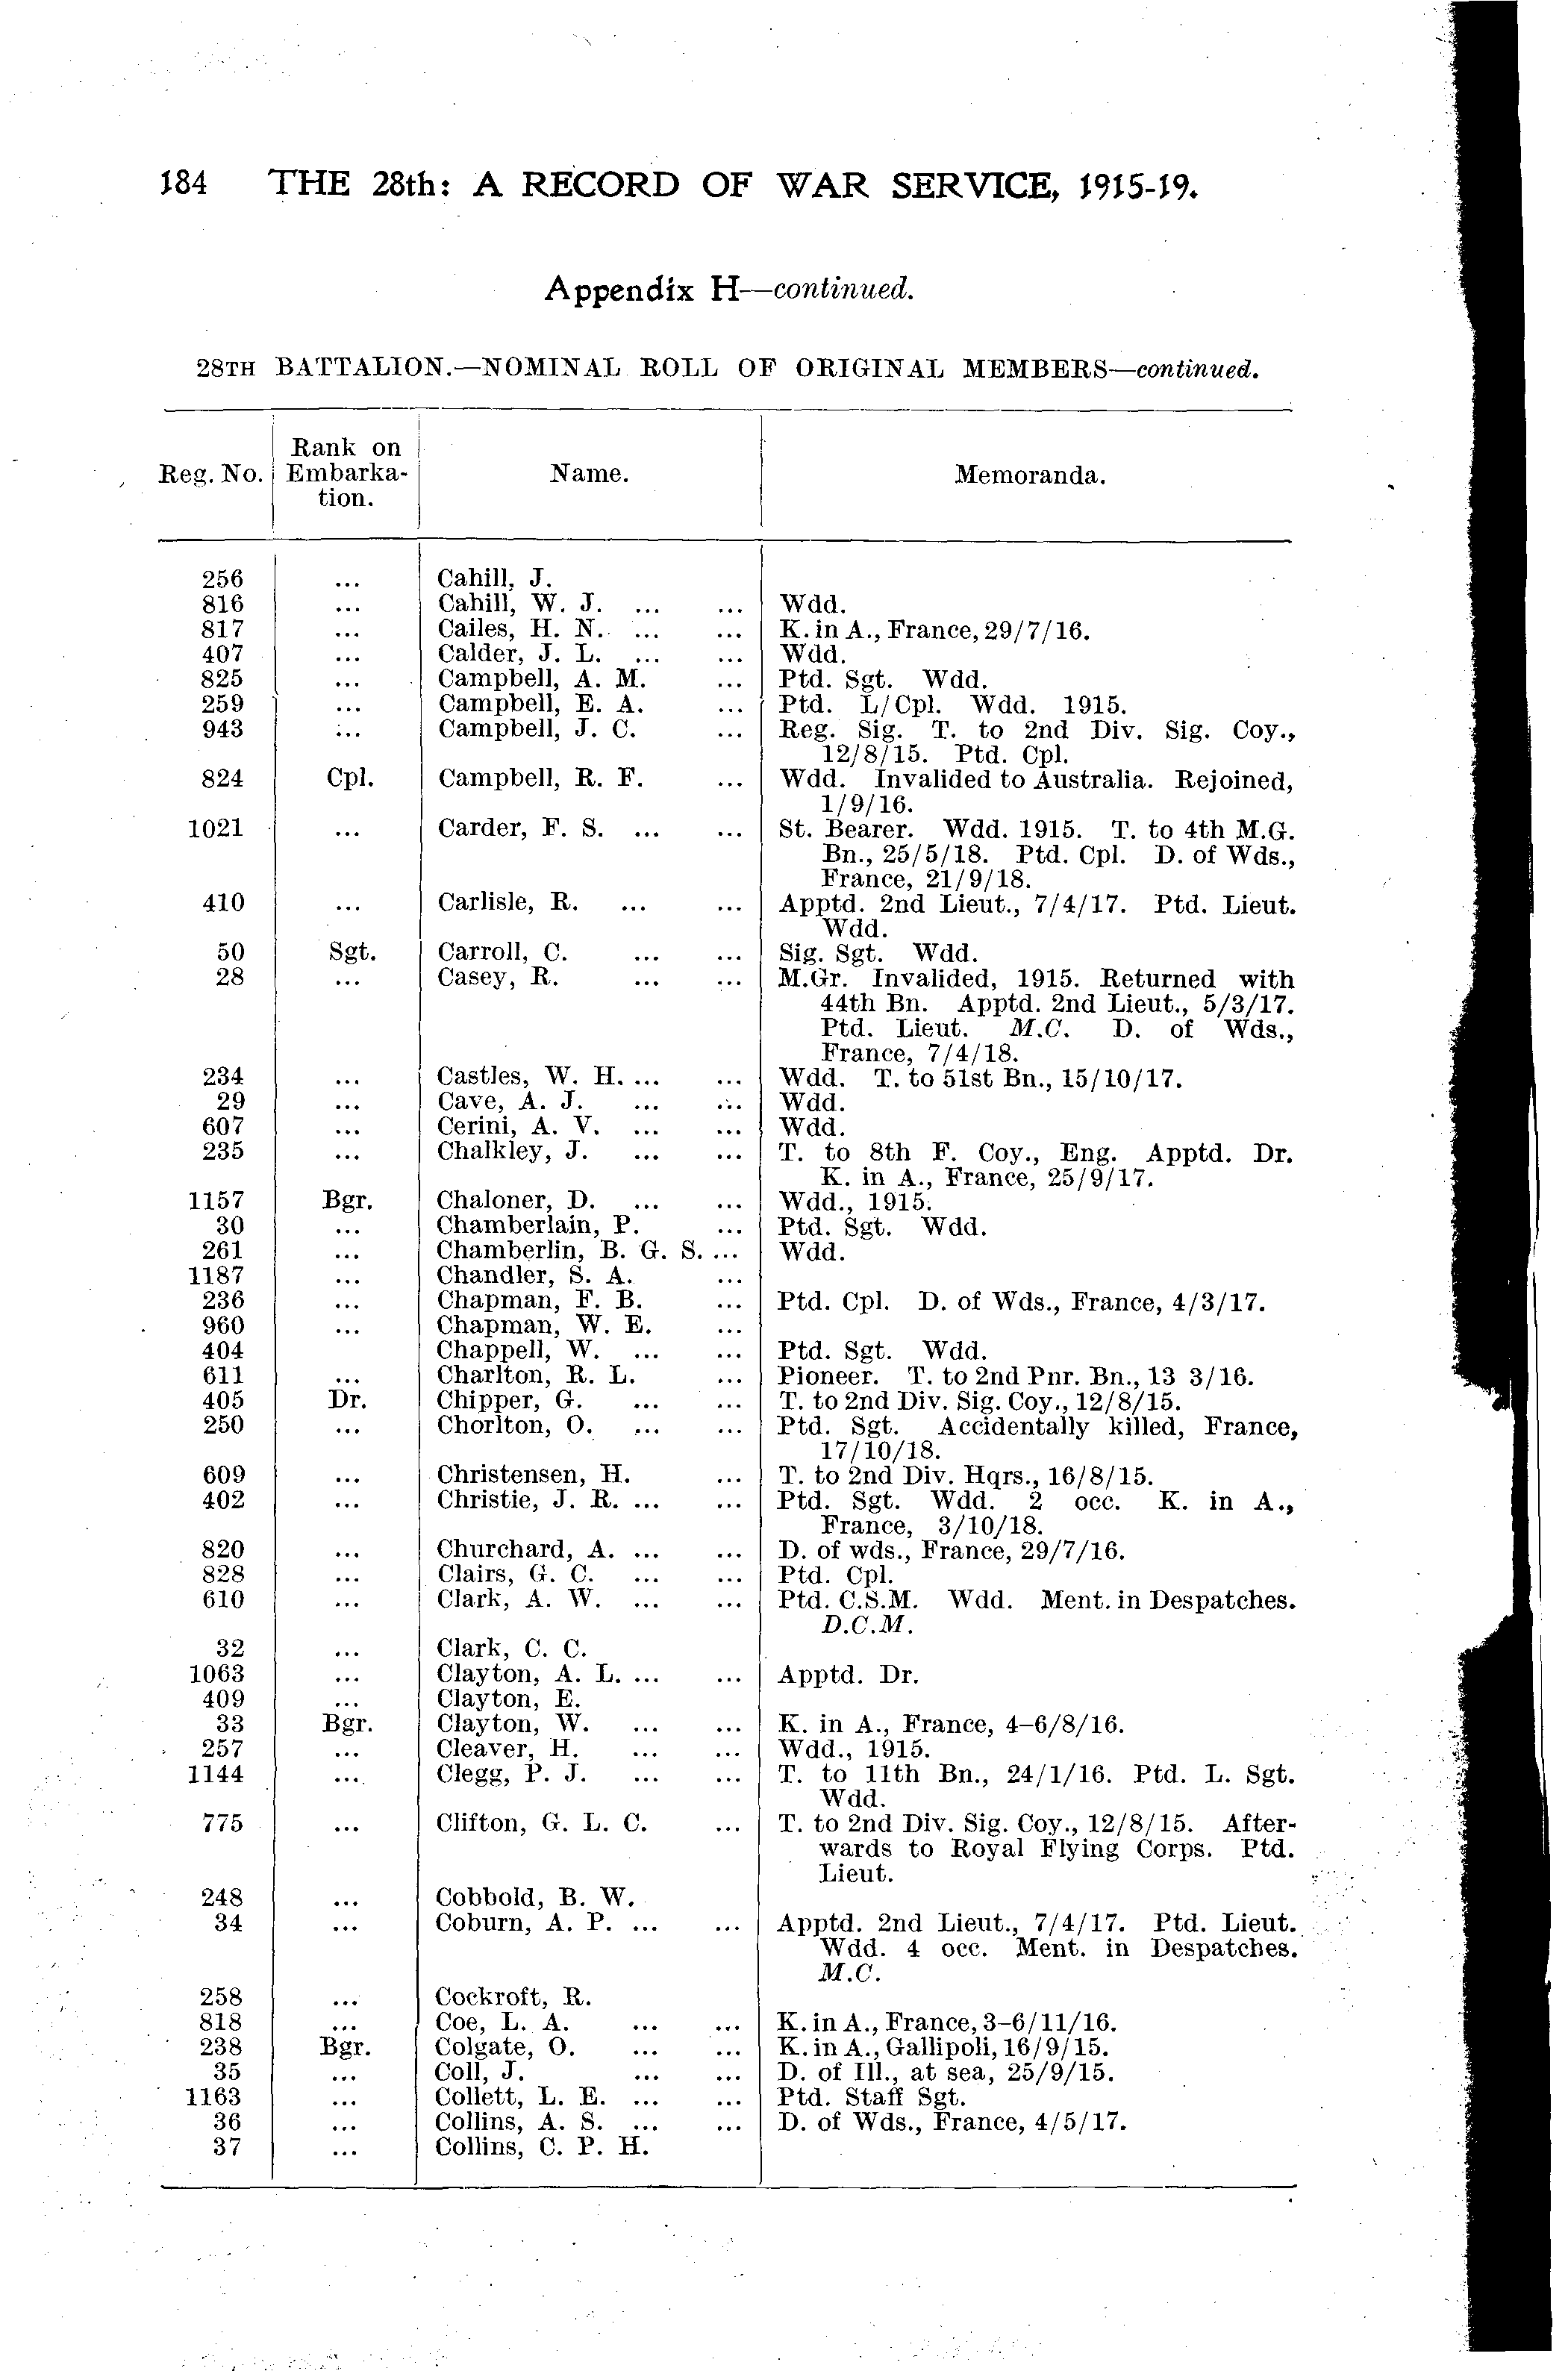 184 THE 28th: A RECORD OF WAR SERVICE, 1915-19.
Appendix H—continued.
28TH BATTALION.—NOMINAL ROLL OF ORIGINAL MEMBERS—continued.
Reg. No. Rank on Embarka-tion. Name. Memoranda.
256 ... Cahill, J.
816 ... Cahill, W. J. ... ... Wdd.
817 ... Cailes, H. N. ... ... K. in A., France, 29/7/16.
407 ... Calder, J. L. ... ... Wdd.
825 ... Campbell, A. M. ... Ptd. Sgt. Wdd.
259 ... Campbell, E. A. ... Ptd. L/Cpl. Wdd. 1915.
943 ... Campbell, J. C. ... Reg. Sig. T. to 2nd Div. Sig. Coy.,
12/8/15. Ptd. Cpl.
824 Cpl. Campbell, R. F. ... Wdd. Invalided to Australia. Rejoined,
1/9/16.
1021 ... Carder, F. S. ... ... St. Bearer. Wdd. 1915. T. to 4th M.G.
Bn., 25/5/18. Ptd. Cpl. D. of Wds.,
France, 21/9/18.
410 ... Carlisle, R. ... ... Apptd. 2nd Lieut., 7/4/17. Ptd. Lieut.
Wdd.
50 Sgt. Carroll, C. ... ... Sig. Sgt. Wdd.
28 ... Casey, R. ... ... M.Gr. Invalided, 1915. Returned with
44th Bn. Apptd. 2nd Lieut., 5/3/17.
Ptd. Lieut. M.C. D. of Wds.,
France, 7/4/18.
234 ... Castles, W. H. ... ... Wdd. T. to 51st Bn., 15/10/17.
29 ... Cave, A. J. ... ... Wdd.
607 ... Cerini, A. V. ... ... Wdd.
235 ... Chalkley, J. ... ... T. to 8th F. Coy., Eng. Apptd. Dr.
K. in A., France, 25/9/17.
1157 Bgr. Chaloner, D. ... ... Wdd., 1915.
30 ... Chamberlain, P. ... Ptd. Sgt. Wdd.
261 ... Chamberlin, B. G. S. ... Wdd.
1187 ... Chandler, S. A. ...
236 ... Chapman, F. B. ... Ptd. Cpl. D. of Wds., France, 4/3/17.
960 ... Chapman, W. E. ...
404 Chappell, W. ... ... Ptd. Sgt. Wdd.
611 ... Charlton, R. L. ... Pioneer. T. to 2nd Pnr. Bn., 13 3/16.
405 Dr. Chipper, G. ... ... T. to 2nd Div. Sig. Coy., 12/8/15.
250 ... Chorlton, O. ... ... Ptd. Sgt. Accidentally killed, France,
17/10/18.
609 ... Christensen, H. ... T. to 2nd Div. Hqrs., 16/8/15.
402 ... Christie, J. R. ... ... Ptd. Sgt. Wdd. 2 occ. K. in A.,
France, 3/10/18.
820 ... Churchard, A. ... ... D. of wds., France, 29/7/16.
828 ... Clairs, G. C. ... ... Ptd. Cpl.
610 ... Clark, A. W. ... ... Ptd. C.S.M. Wdd. Ment. in Despatches.
D.C.M.
32 ... Clark, C. C.
1063 ... Clayton, A. L. ... ... Apptd. Dr.
409 ... Clayton, E.
33 Bgr. Clayton, W. ... ... K. in A., France, 4-6/8/16.
257 ... Cleaver, H. ... ... Wdd., 1915.
1144 ... Clegg, P. J. ... ... T. to 11th Bn., 24/1/16. Ptd. L. Sgt.
Wdd.
775 ... Clifton, G. L. C. ... T. to 2nd Div. Sig. Coy., 12/8/15. After-
wards to Royal Flying Corps. Ptd.
Lieut.
248 ... Cobbold, B. W.
34 ... Coburn, A. P. ... ... Apptd. 2nd Lieut., 7/4/17. Ptd. Lieut.
Wdd. 4 occ. Ment. in Despatches.
M.C.
258 ... Cockroft, R.
818 ... Coe, L. A. ... ... K. in A., France, 3-6/11/16.
238 Bgr. Colgate, O. ... ... K. in A., Gallipoli, 16/9/15.
35 ... Coll, J. ... ... D. of Ill., at sea, 25/9/15.
1163 ... Collett, L. E. ... ... Ptd. Staff Sgt.
36 ... Collins, A. S. ... ... D. of Wds., France, 4/5/17.
37 ... Collins, C. P. H.